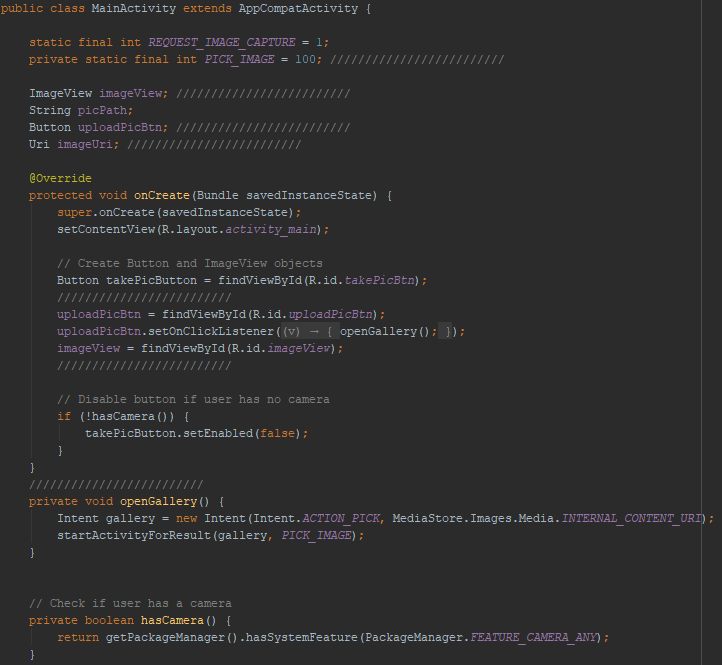 public class MainActivity extends AppCompatActivity {
static final int REQUEST_IMAGE_CAPTURE = 1;
private static final int PICK_IMAGE = 100; /////////////////////////
ImageView imageView; /////////////////////////
String picPath;
Button uploadPicBtn; /////////////////////////
Uri imageUri; /////////////////////////
@Override
protected void onCreate(Bundle savedInstanceState) {
super.onCreate(savedInstanceState);
setContentView(R.layout.activity_main);
// Create Button and ImageView objects
Button takePicButton = findViewById(R.id.takePicBtn);
/////////////////////////
uploadPicBtn = findViewById(R.id.uploadPicBtn);
uploadPicBtn.setOnClickListener((v) → { openGallery(); });
imageView = findViewById(R.id.imageView);
/////////////////////////
// Disable button if user has no camera
if (!hasCamera()) {
takePicButton.setEnabled(false);
}
}
/////////////////////////
private void openGallery() {
Intent gallery = new Intent(Intent.ACTION_PICK, MediaStore.Images.Media.INTERNAL_CONTENT_URI);
startActivityForResult(gallery, PICK_IMAGE);
}
// Check if user has a camera
private boolean hasCamera() {
return getPackageManager().hasSystemFeature(PackageManager.FEATURE_CAMERA_ANY);
}